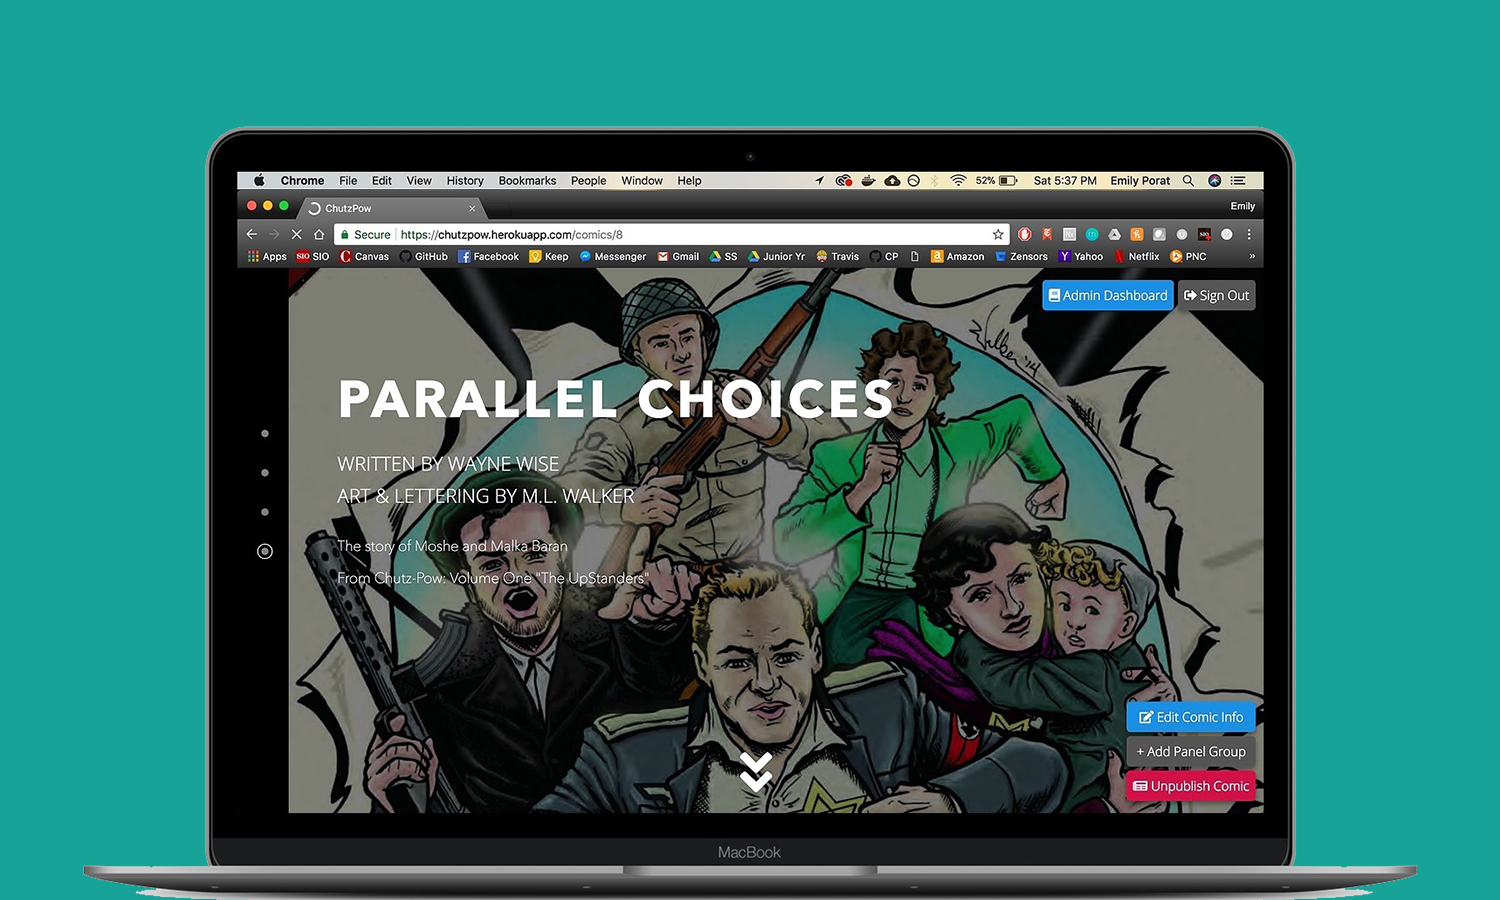 Chrome File Edit View History Bookmarks People Window Help 52% Sat 5:37 PM Emily Porat
ChutzPow × Emily
Secure https://chutzpow.herokuapp.com/comics/8
Apps SIO SIO Canvas GitHub Facebook Keep Messenger Gmail SS Junior Yr Travis CP Amazon Zensors Yahoo Netflix PNC »
Admin Dashboard Sign Out
Walker '14
PARALLEL CHOICES
WRITTEN BY WAYNE WISE
ART & LETTERING BY M.L. WALKER
The story of Moshe and Malka Baran
From Chutz-Pow: Volume One "The UpStanders"
Edit Comic Info
+ Add Panel Group
Unpublish Comic
MacBook